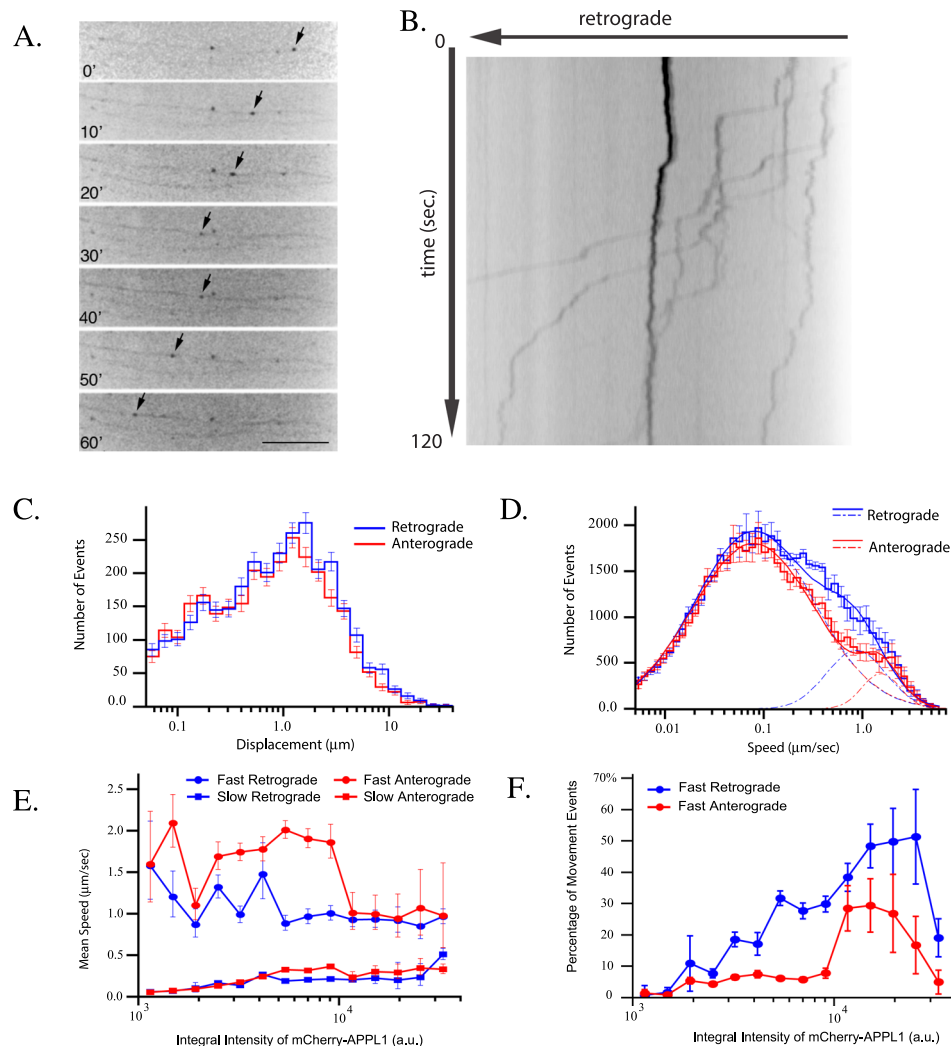 A.
0'
10'
20'
30'
40'
50'
60'
B.
retrograde
0
time (sec.)
120
C.
Retrograde
Anterograde
Number of Events
250
200
150
100
50
0.0
0.1
1.0
10
Displacement (μm)
D.
Retrograde
Anterograde
Number of Events
2000
1500
1000
500
0.0
0.01
0.1
1.0
Speed (μm/sec)
E.
Fast Retrograde
Fast Anterograde
Slow Retrograde
Slow Anterograde
Mean Speed (μm/sec)
2.5
2.0
1.5
1.0
0.5
0.0
10³
10⁴
Integral Intensity of mCherry-APPL1 (a.u.)
F.
Fast Retrograde
Fast Anterograde
Percentage of Movement Events
70%
60
50
40
30
20
10
0
10³
10⁴
Integral Intensity of mCherry-APPL1 (a.u.)